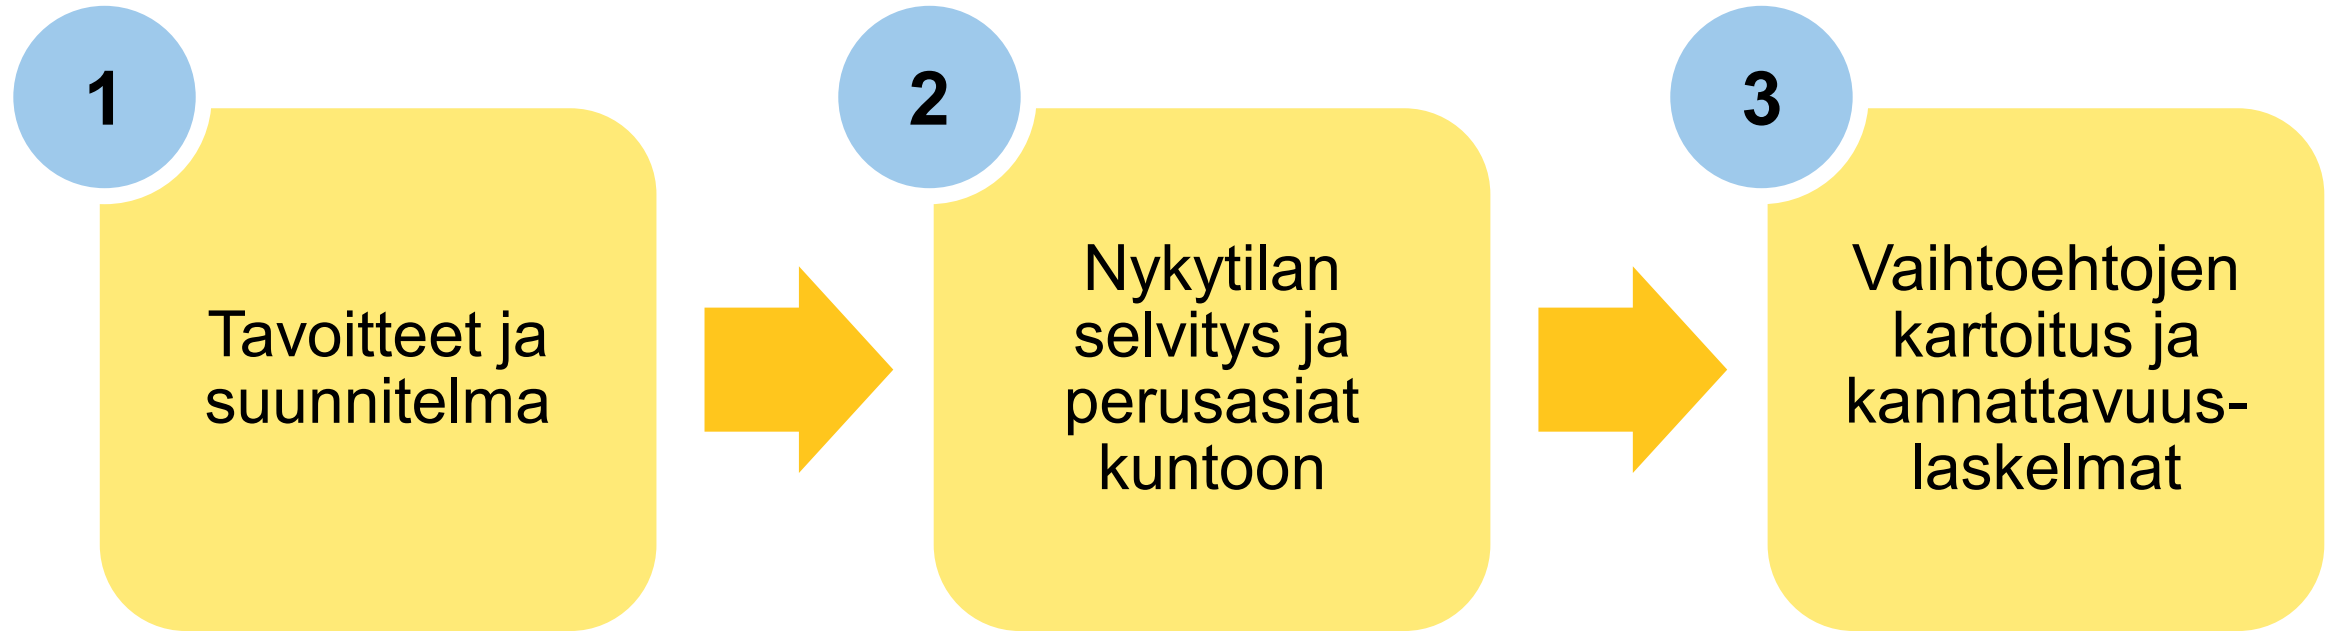 1
Tavoitteet ja
suunnitelma
2
Nykytilan
selvitys ja
perusasiat
kuntoon
3
Vaihtoehtojen
kartoitus ja
kannattavuus-
laskelmat